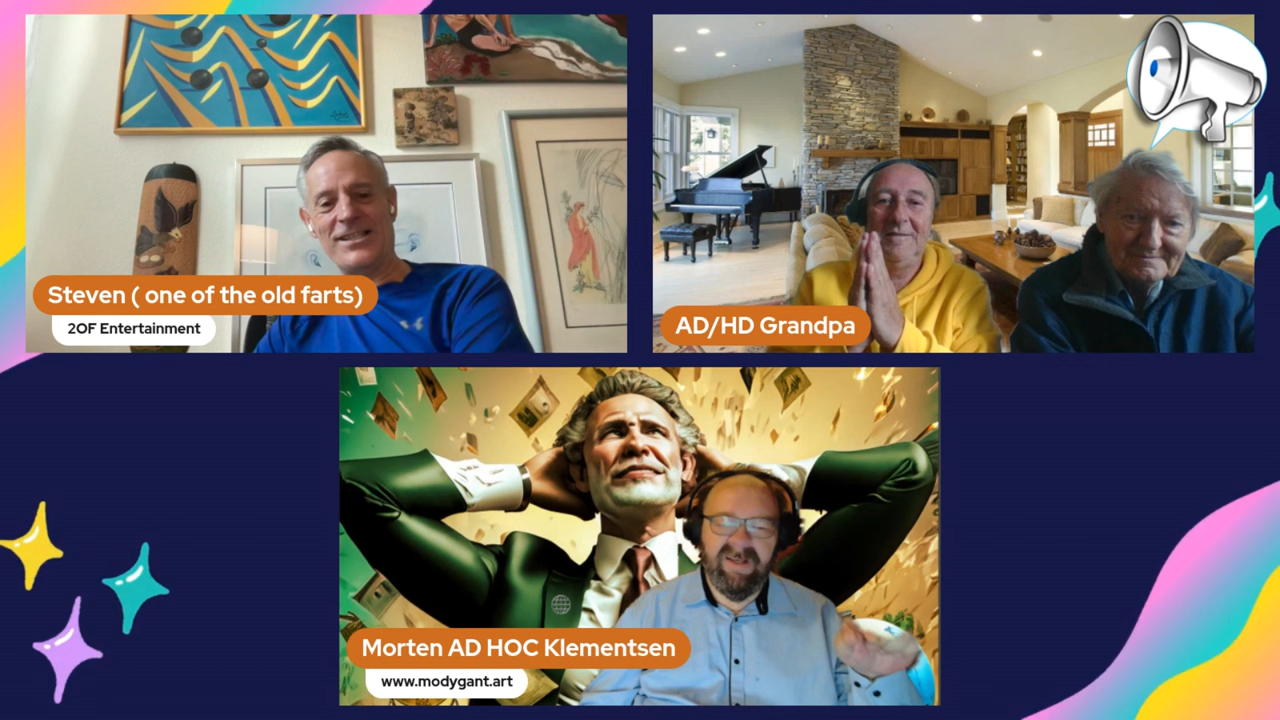 Steven ( one of the old farts)
2OF Entertainment
AD/HD Grandpa
Morten AD HOC Klementsen
www.modygant.art